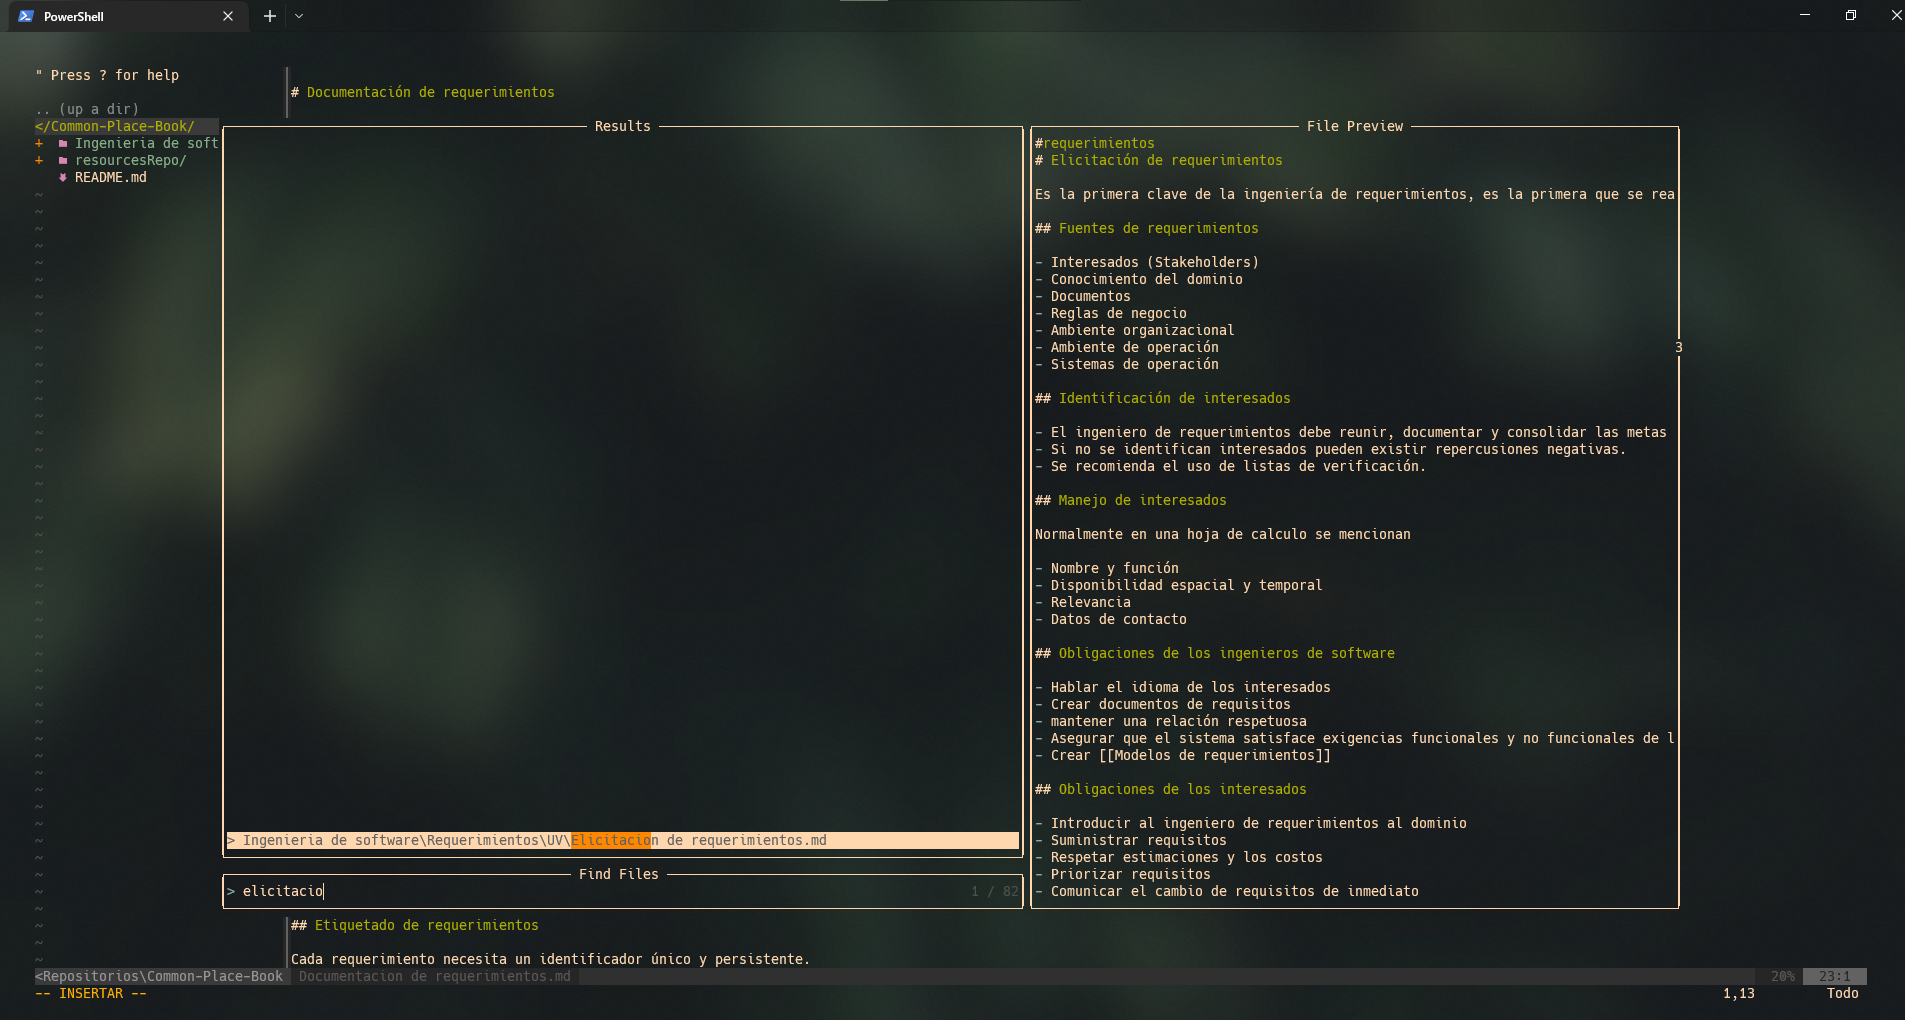 PowerShell
" Press ? for help
.. (up a dir)
</Common-Place-Book/
+ Ingenieria de soft
+ resourcesRepo/
README.md
# Documentación de requerimientos
Results
> Ingenieria de software\Requerimientos\UV\Elicitacion de requerimientos.md
Find Files
> elicitacio
1 / 82
File Preview
#requerimientos
# Elicitación de requerimientos
Es la primera clave de la ingeniería de requerimientos, es la primera que se rea
## Fuentes de requerimientos
- Interesados (Stakeholders)
- Conocimiento del dominio
- Documentos
- Reglas de negocio
- Ambiente organizacional
- Ambiente de operación
- Sistemas de operación
3
## Identificación de interesados
- El ingeniero de requerimientos debe reunir, documentar y consolidar las metas
- Si no se identifican interesados pueden existir repercusiones negativas.
- Se recomienda el uso de listas de verificación.
## Manejo de interesados
Normalmente en una hoja de calculo se mencionan
- Nombre y función
- Disponibilidad espacial y temporal
- Relevancia
- Datos de contacto
## Obligaciones de los ingenieros de software
- Hablar el idioma de los interesados
- Crear documentos de requisitos
- mantener una relación respetuosa
- Asegurar que el sistema satisface exigencias funcionales y no funcionales de l
- Crear [[Modelos de requerimientos]]
## Obligaciones de los interesados
- Introducir al ingeniero de requerimientos al dominio
- Suministrar requisitos
- Respetar estimaciones y los costos
- Priorizar requisitos
- Comunicar el cambio de requisitos de inmediato
## Etiquetado de requerimientos
Cada requerimiento necesita un identificador único y persistente.
<Repositorios\Common-Place-Book Documentacion de requerimientos.md 20% 23:1
-- INSERTAR -- 1,13 Todo